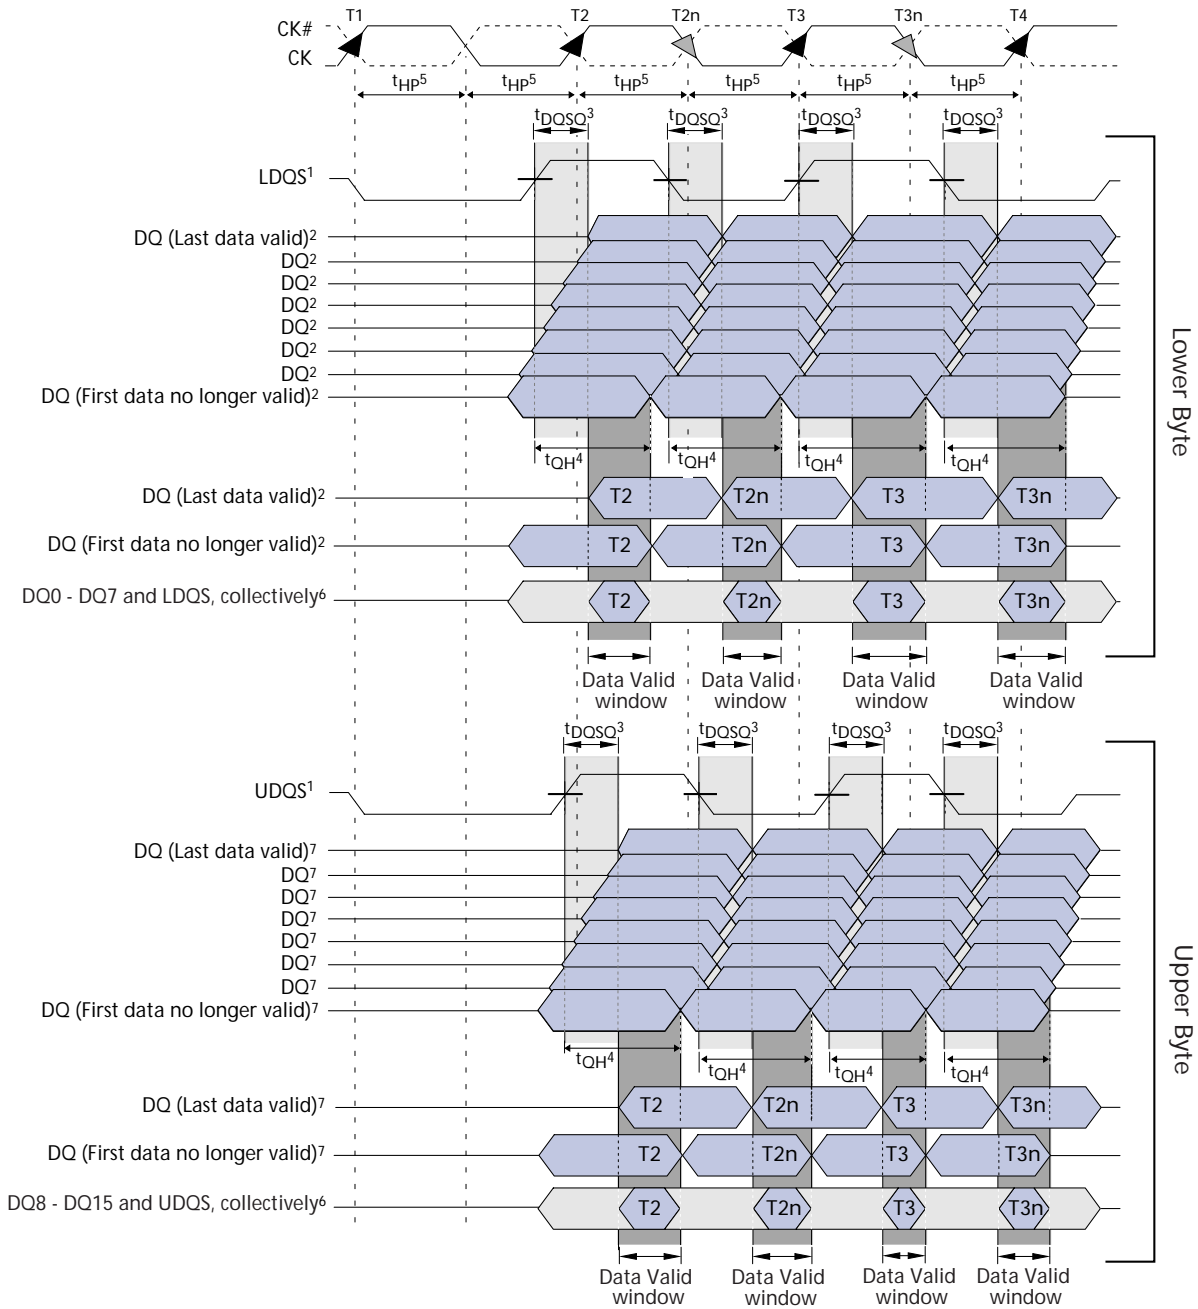 T1 T2 T2n T3 T3n T4
CK#
CK
tHP5 tHP5 tHP5 tHP5 tHP5 tHP5
tDQSQ3 tDQSQ3 tDQSQ3 tDQSQ3
LDQS1
DQ (Last data valid)2
DQ2
DQ2
DQ2
DQ2
DQ2
DQ2
DQ (First data no longer valid)2
tQH4 tQH4 tQH4 tQH4
DQ (Last data valid)2 T2 T2n T3 T3n
DQ (First data no longer valid)2 T2 T2n T3 T3n
DQ0 - DQ7 and LDQS, collectively6 T2 T2n T3 T3n
Data Valid window Data Valid window Data Valid window Data Valid window
Lower Byte
tDQSQ3 tDQSQ3 tDQSQ3 tDQSQ3
UDQS1
DQ (Last data valid)7
DQ7
DQ7
DQ7
DQ7
DQ7
DQ7
DQ (First data no longer valid)7
tQH4 tQH4 tQH4 tQH4
DQ (Last data valid)7 T2 T2n T3 T3n
DQ (First data no longer valid)7 T2 T2n T3 T3n
DQ8 - DQ15 and UDQS, collectively6 T2 T2n T3 T3n
Data Valid window Data Valid window Data Valid window Data Valid window
Upper Byte